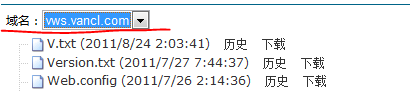 域名： vws.vancl.com
V.txt (2011/8/24 2:03:41) 历史 下载
Version.txt (2011/7/27 7:44:37) 历史 下载
Web.config (2011/7/26 2:14:36) 历史 下载